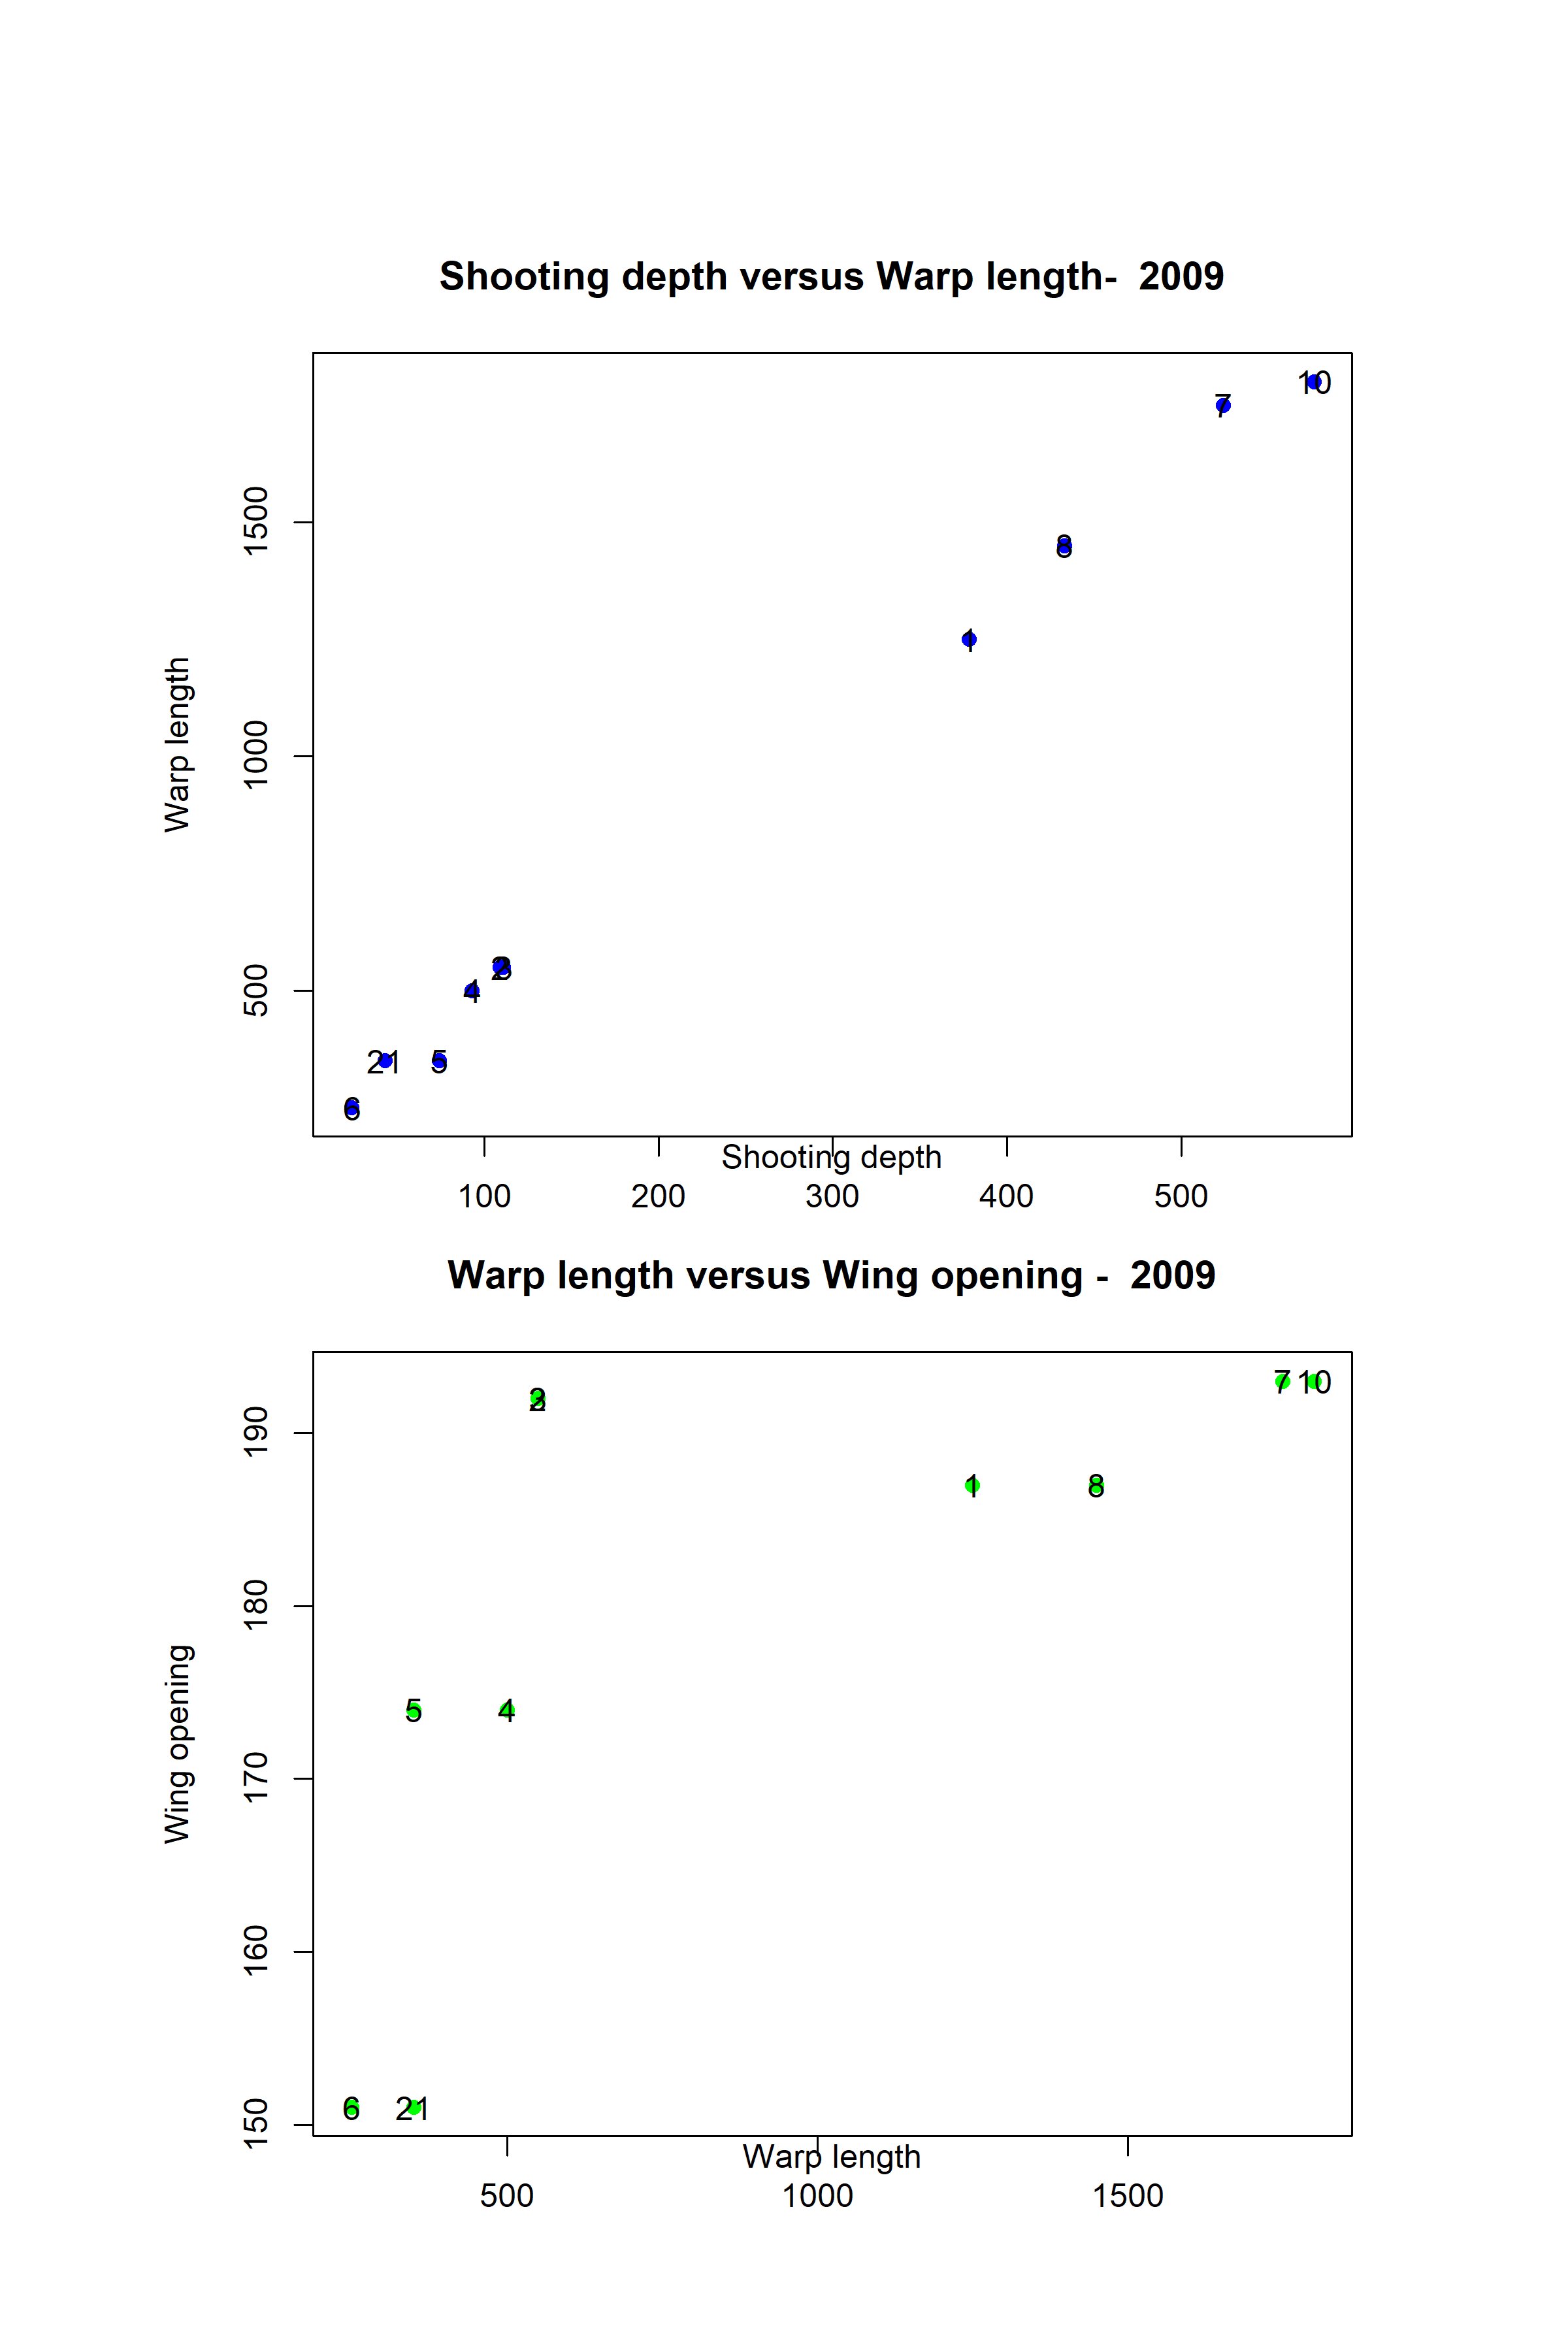 Shooting depth versus Warp length-  2009
10
7
1500
8
1
Warp length
1000
500
4
21
5
6
Shooting depth
100 200 300 400 500
Warp length versus Wing opening -  2009
7 10
190
1 8
180
5 4
Wing opening
170
160
6 21
150
Warp length
500 1000 1500